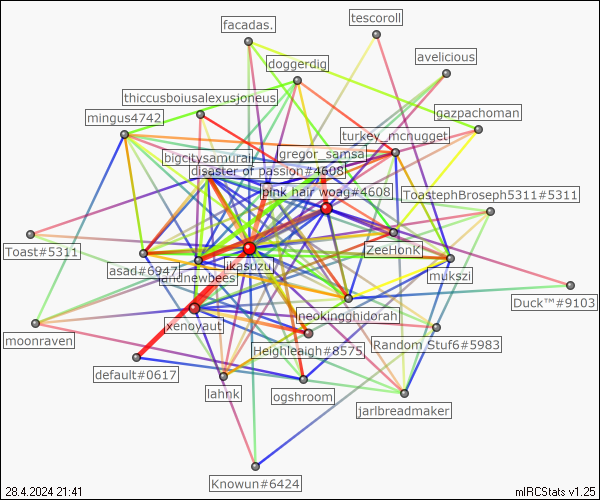 tescoroll
facadas.
avelicious
doggerdig
thiccusboiusalexusjoneus
gazpachoman
mingus4742
turkey_mcnugget
gregor_samsa
bigcitysamurai
disaster of passion#4608
pink hair woag#4608
ToastephBroseph5311#5311
Toast#5311
ZeeHonK
asad#6947
ikasuzu
mukszi
landnewbees
Duck™#9103
neokingghidorah
xenoyaut
moonraven
Heighleaigh#8575
Random Stuf6#5983
default#0617
lahnk
ogshroom
jarlbreadmaker
Knowun#6424
28.4.2024 21:41
mIRCStats v1.25